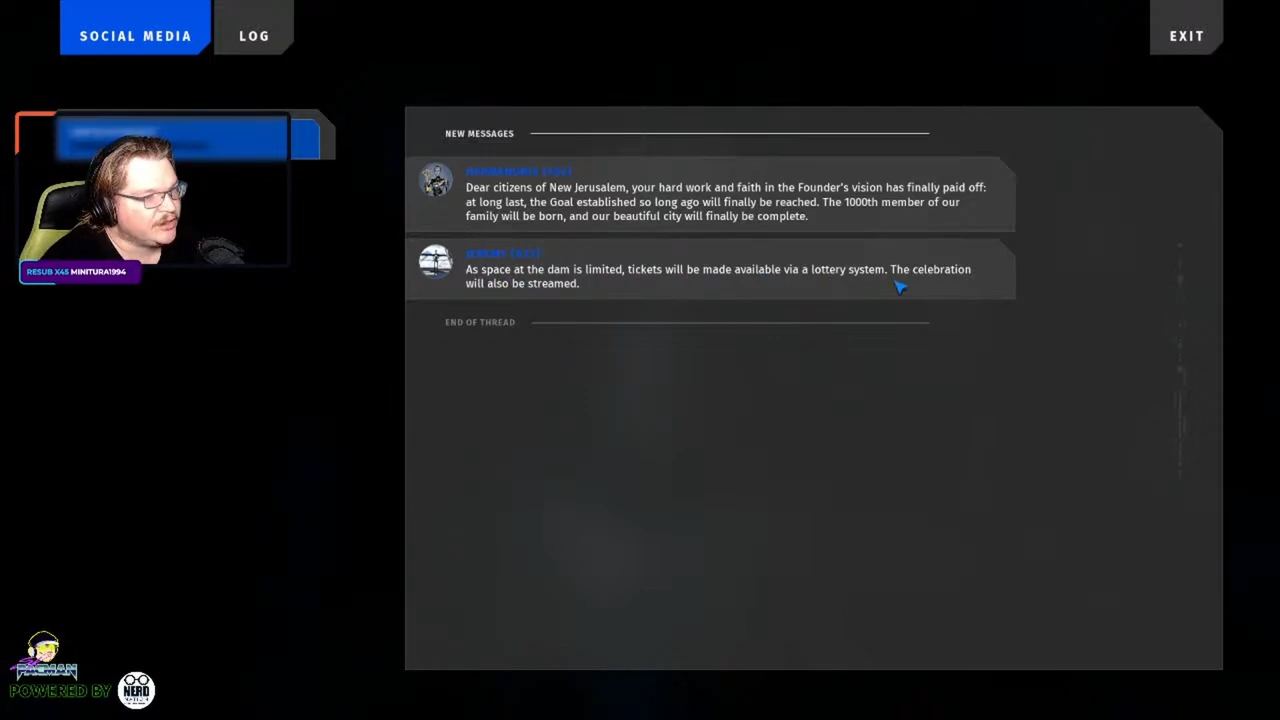 SOCIAL MEDIA
LOG
EXIT
NEW MESSAGES
Dear citizens of New Jerusalem, your hard work and faith in the Founder's vision has finally paid off:
at long last, the Goal established so long ago will finally be reached. The 1000th member of our
family will be born, and our beautiful city will finally be complete.
As space at the dam is limited, tickets will be made available via a lottery system. The celebration
will also be streamed.
END OF THREAD
RESUB X45 MINITURA1994
PACMAN
POWERED BY
NERD